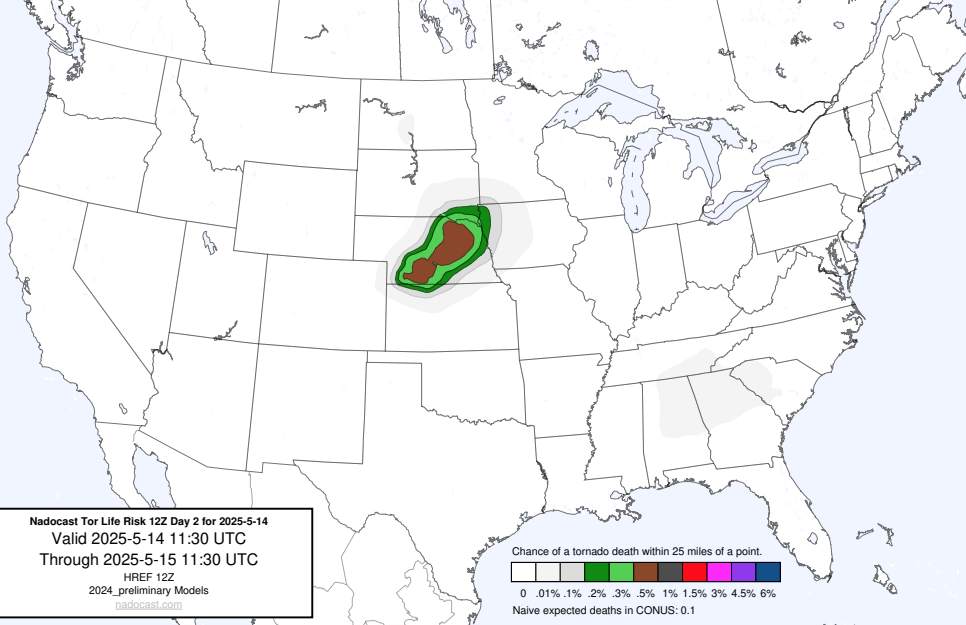 Nadocast Tor Life Risk 12Z Day 2 for 2025-5-14
Valid 2025-5-14 11:30 UTC
Through 2025-5-15 11:30 UTC
HREF 12Z
2024_preliminary Models
nadocast.com
Chance of a tornado death within 25 miles of a point.
0 .01% .1% .2% .3% .5% 1% 1.5% 3% 4.5% 6%
Naive expected deaths in CONUS: 0.1